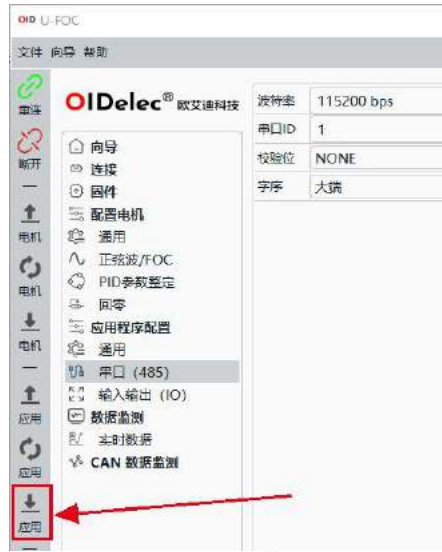 OID U-FOC
文件 向导 帮助
重连
断开
电机
电机
电机
应用
应用
应用
OIDelec® 欧艾迪科技
向导
连接
固件
配置电机
通用
正弦波/FOC
PID参数整定
回零
应用程序配置
通用
串口 (485)
输入输出 (IO)
数据监测
实时数据
CAN 数据监测
波特率 115200 bps
串口ID 1
校验位 NONE
字序 大端